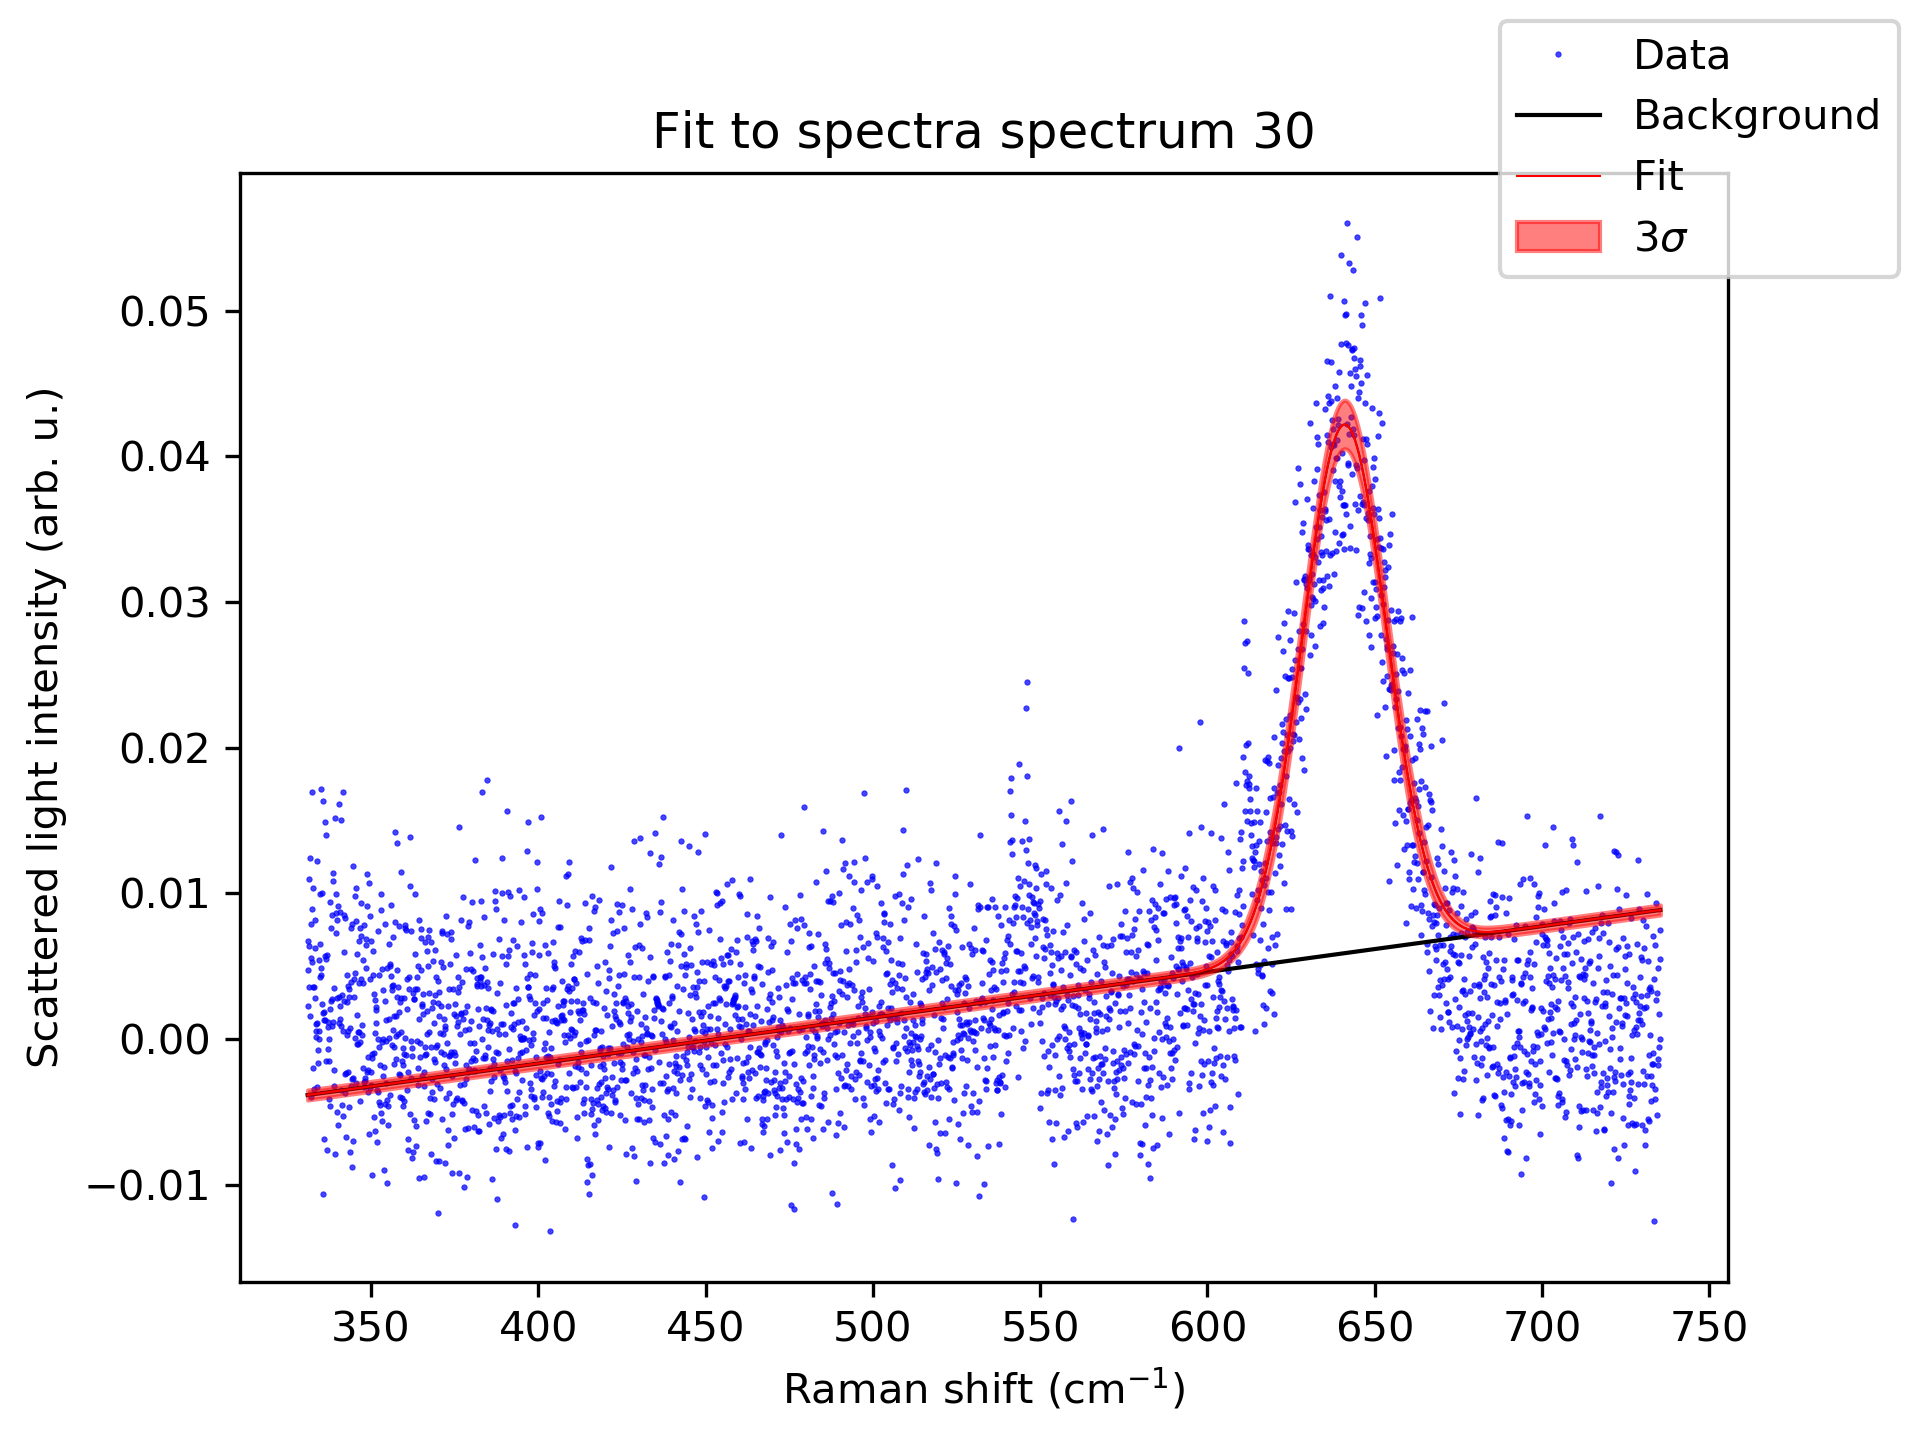 Data
Background
Fit
3σ
Fit to spectra spectrum 30
Scattered light intensity (arb. u.)
0.05
0.04
0.03
0.02
0.01
0.00
−0.01
350 400 450 500 550 600 650 700 750
Raman shift (cm⁻¹)